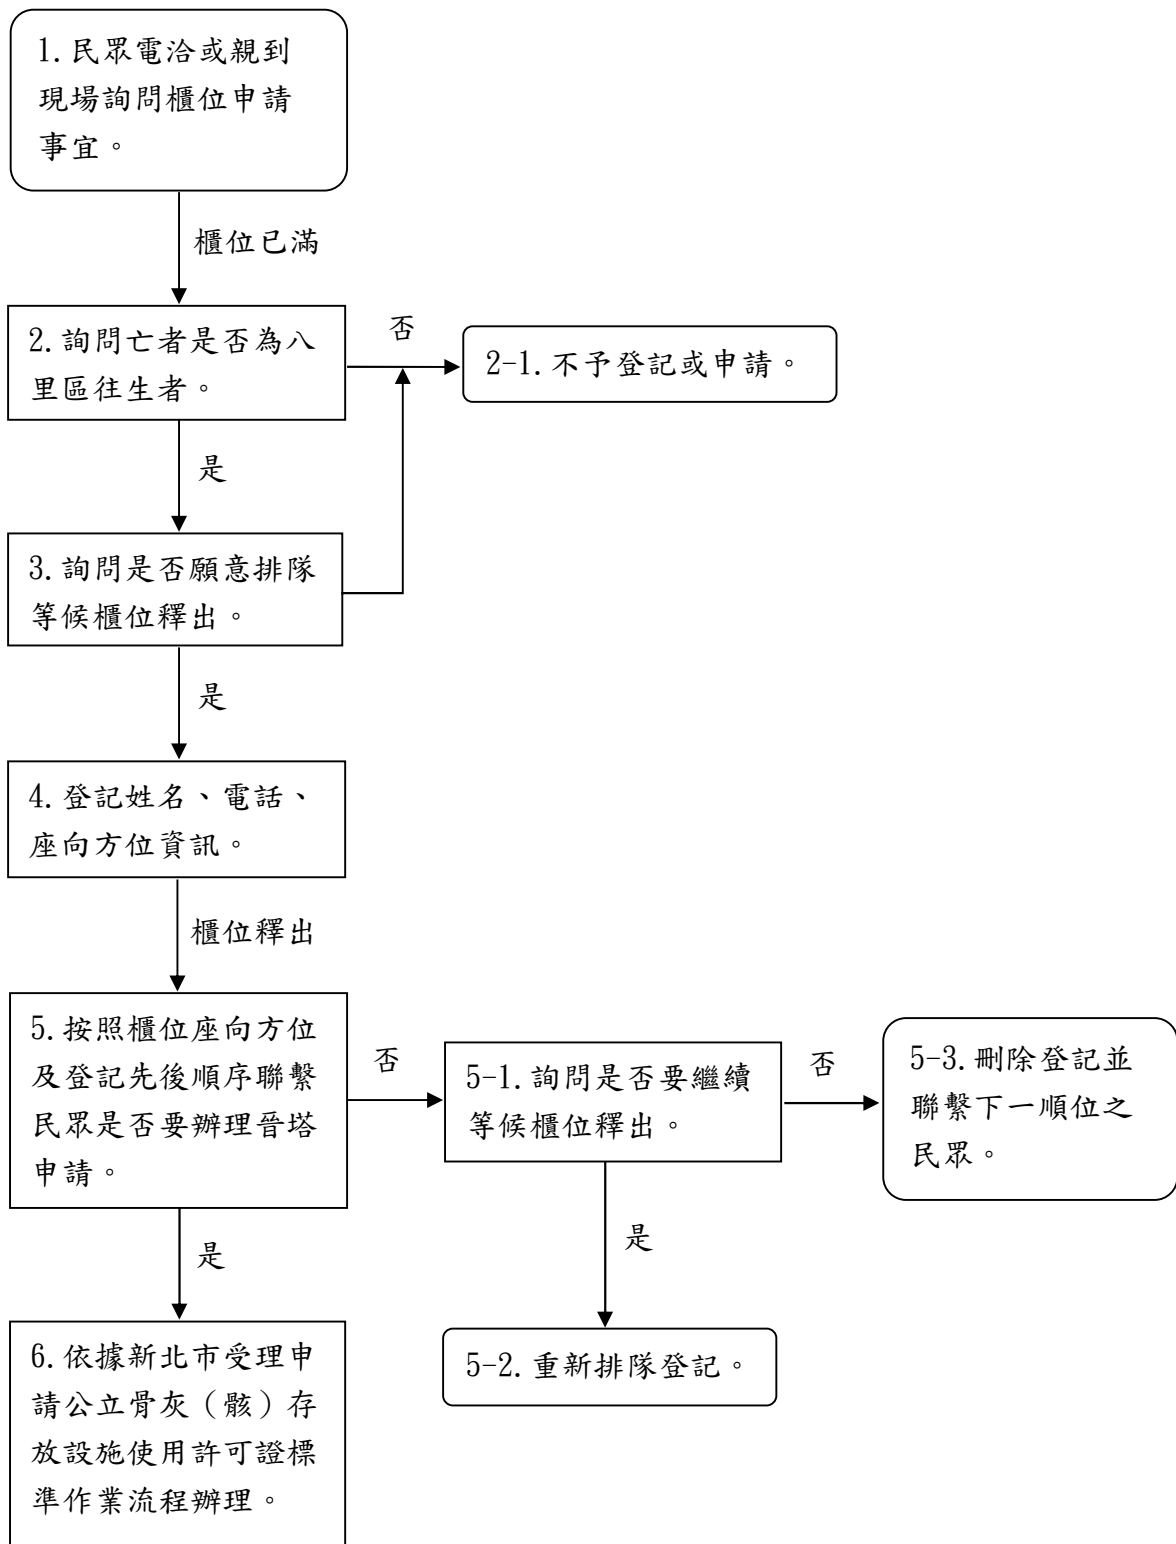 1.民眾電洽或親到
現場詢問櫃位申請
事宜。
櫃位已滿
2.詢問亡者是否為八
里區往生者。
否
2-1.不予登記或申請。
是
3.詢問是否願意排隊
等候櫃位釋出。
是
4.登記姓名、電話、
座向方位資訊。
櫃位釋出
5.按照櫃位座向方位
及登記先後順序聯繫
民眾是否要辦理晉塔
申請。
否
5-1.詢問是否要繼續
等候櫃位釋出。
否
5-3.刪除登記並
聯繫下一順位之
民眾。
是
是
5-2.重新排隊登記。
6.依據新北市受理申
請公立骨灰（骸）存
放設施使用許可證標
準作業流程辦理。